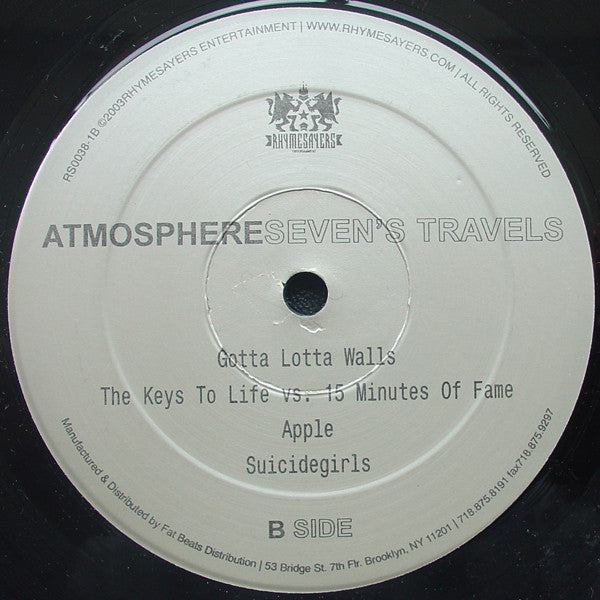 RS0038-1B ©2003RHYMESAYERS ENTERTAINMENT | WWW.RHYMESAYERS.COM | ALL RIGHTS RESERVED
RHYMESAYERS
ATMOSPHERESEVEN'S TRAVELS
Gotta Lotta Walls
The Keys To Life vs. 15 Minutes Of Fame
Apple
Suicidegirls
B SIDE
Manufactured & Distributed by Fat Beats Distribution | 53 Bridge St. 7th Flr. Brooklyn, NY 11201 | 718.875.8191 fax718.875.9297